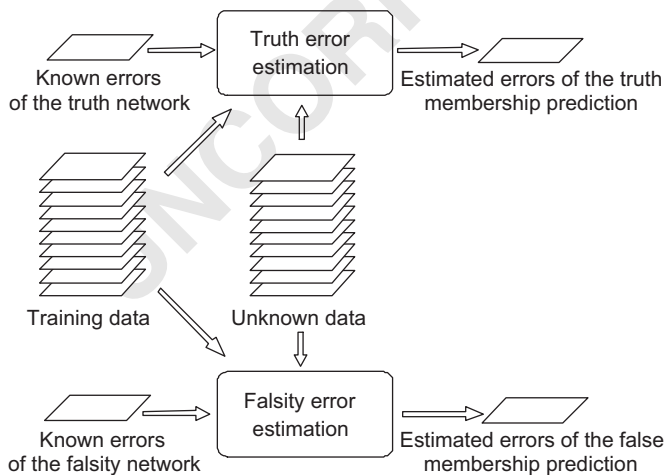 Truth error
estimation
Known errors
of the truth network
Estimated errors of the truth
membership prediction
Training data
Unknown data
Falsity error
estimation
Known errors
of the falsity network
Estimated errors of the false
membership prediction
UNCORR